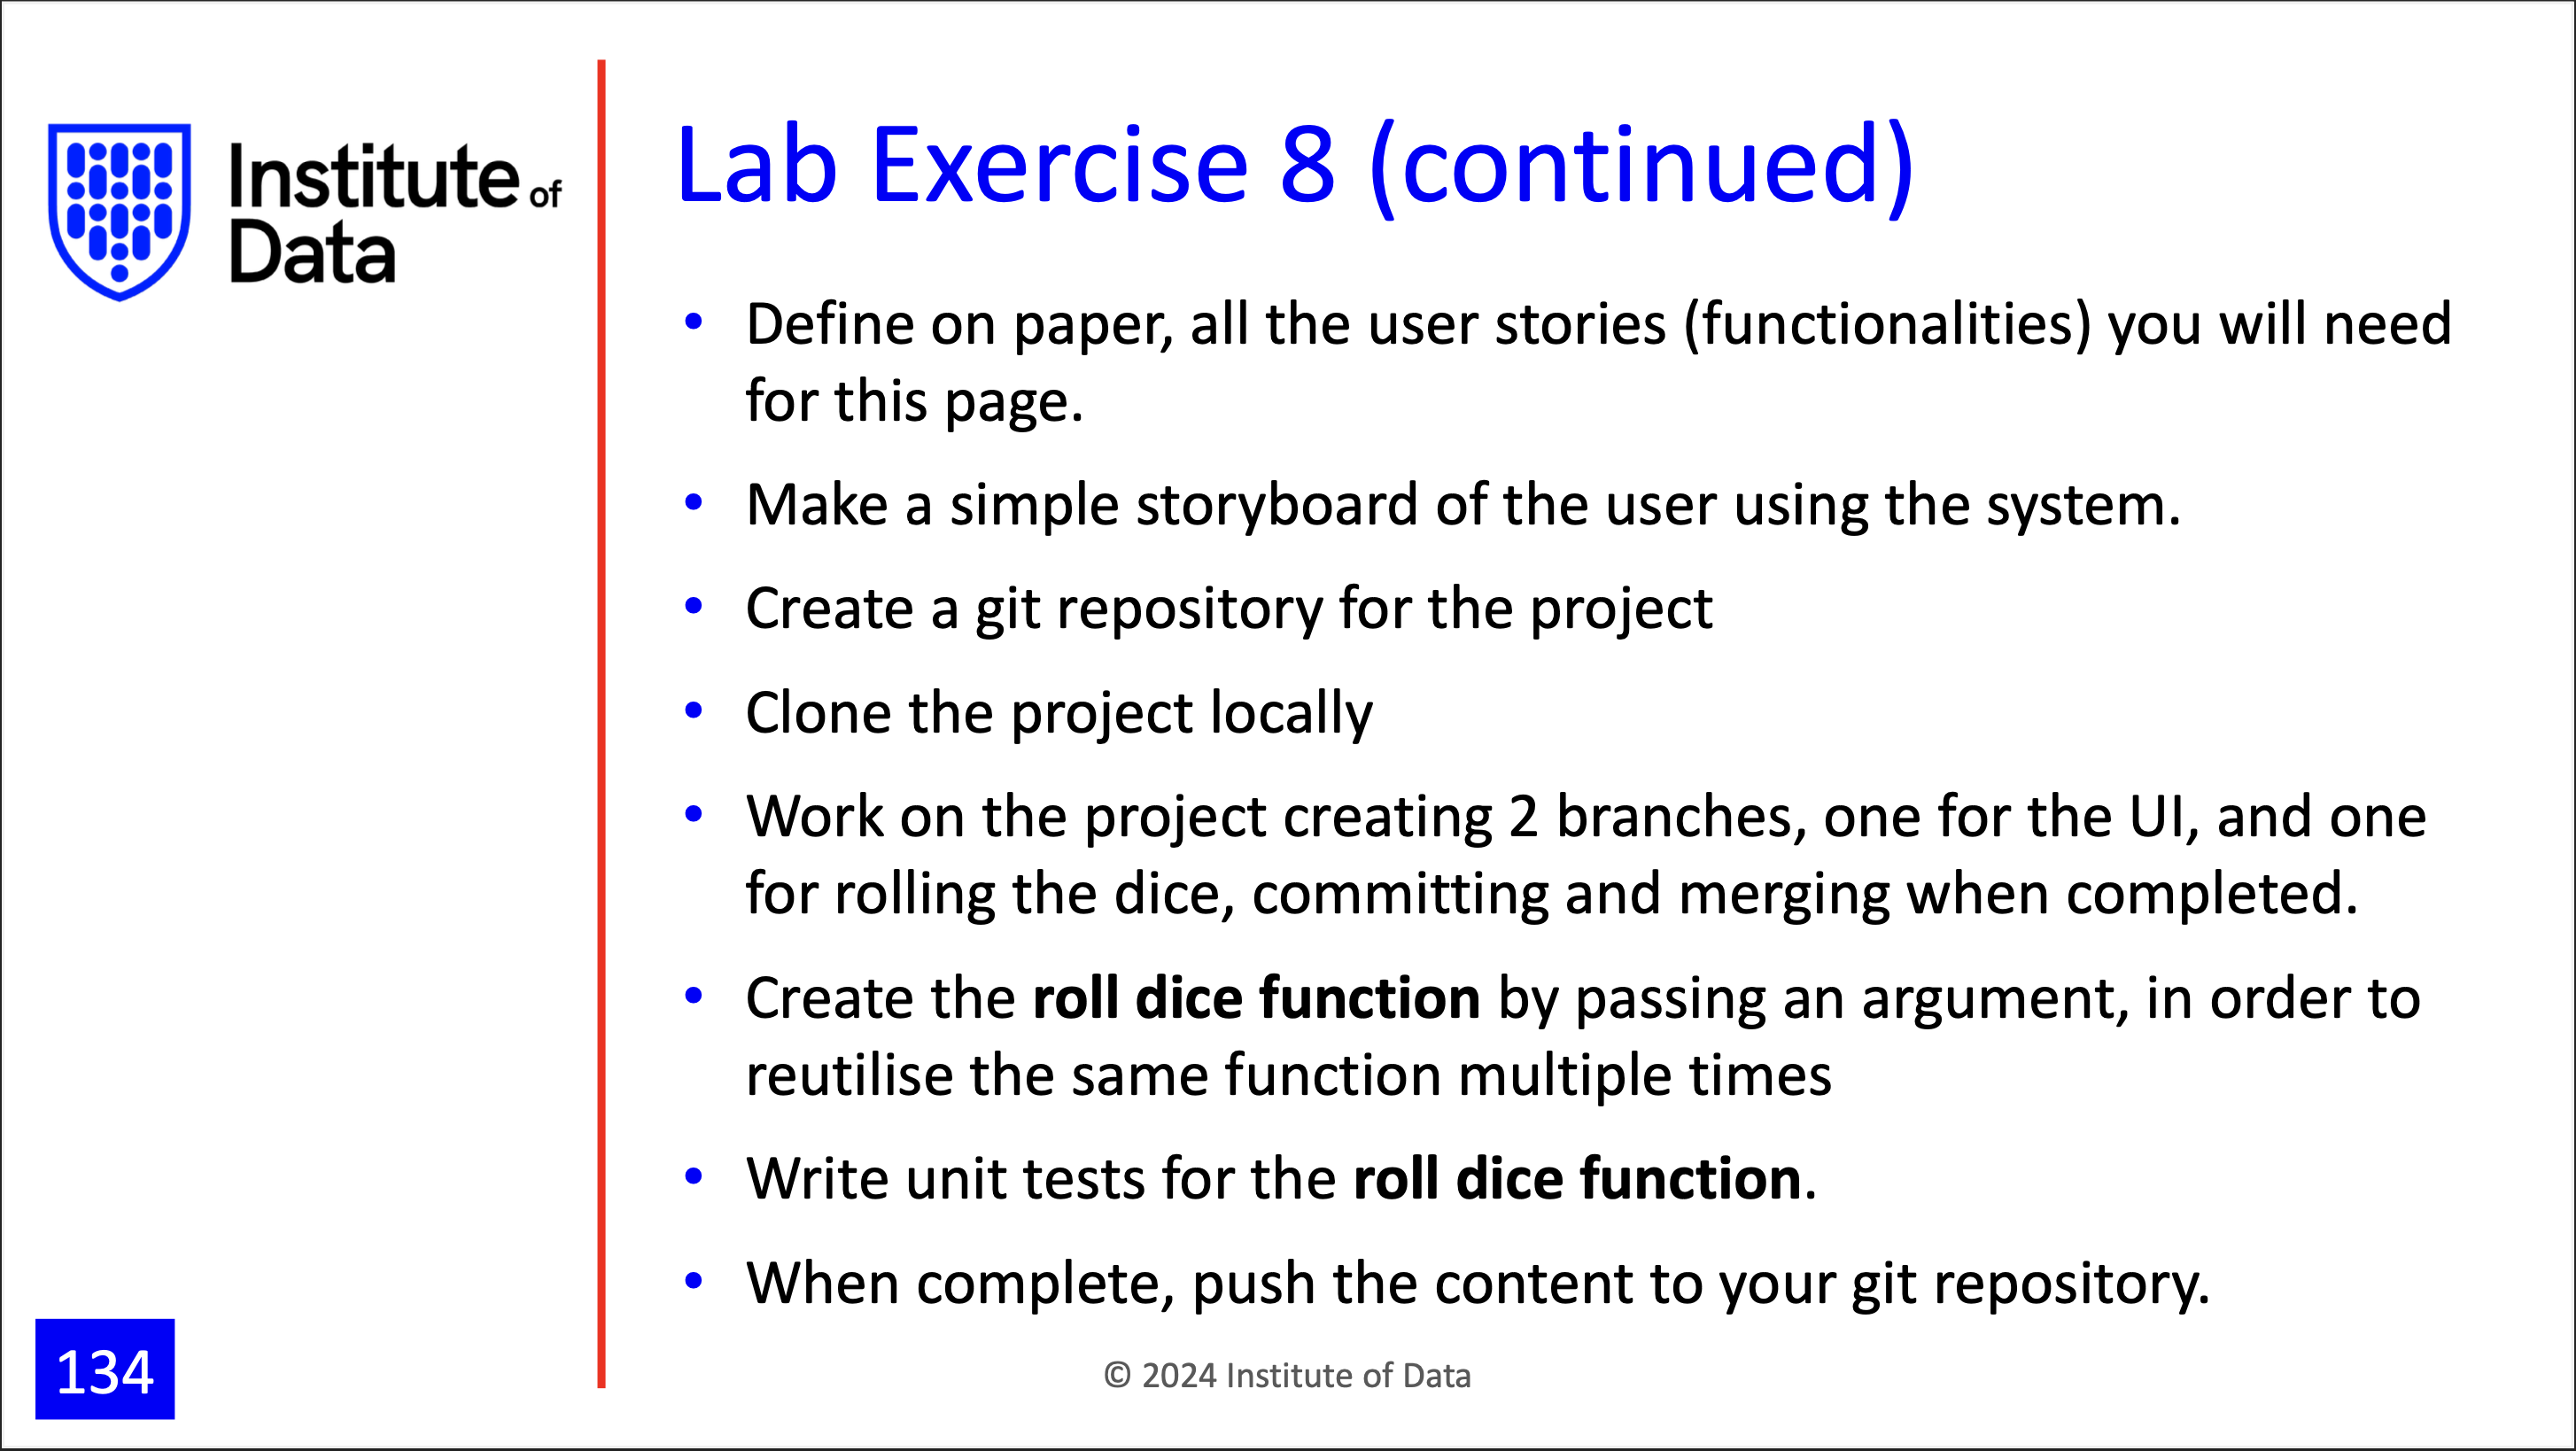 Institute of
Data
Lab Exercise 8 (continued)
• Define on paper, all the user stories (functionalities) you will need
for this page.
• Make a simple storyboard of the user using the system.
• Create a git repository for the project
• Clone the project locally
• Work on the project creating 2 branches, one for the UI, and one
for rolling the dice, committing and merging when completed.
• Create the roll dice function by passing an argument, in order to
reutilise the same function multiple times
• Write unit tests for the roll dice function.
• When complete, push the content to your git repository.
134
© 2024 Institute of Data